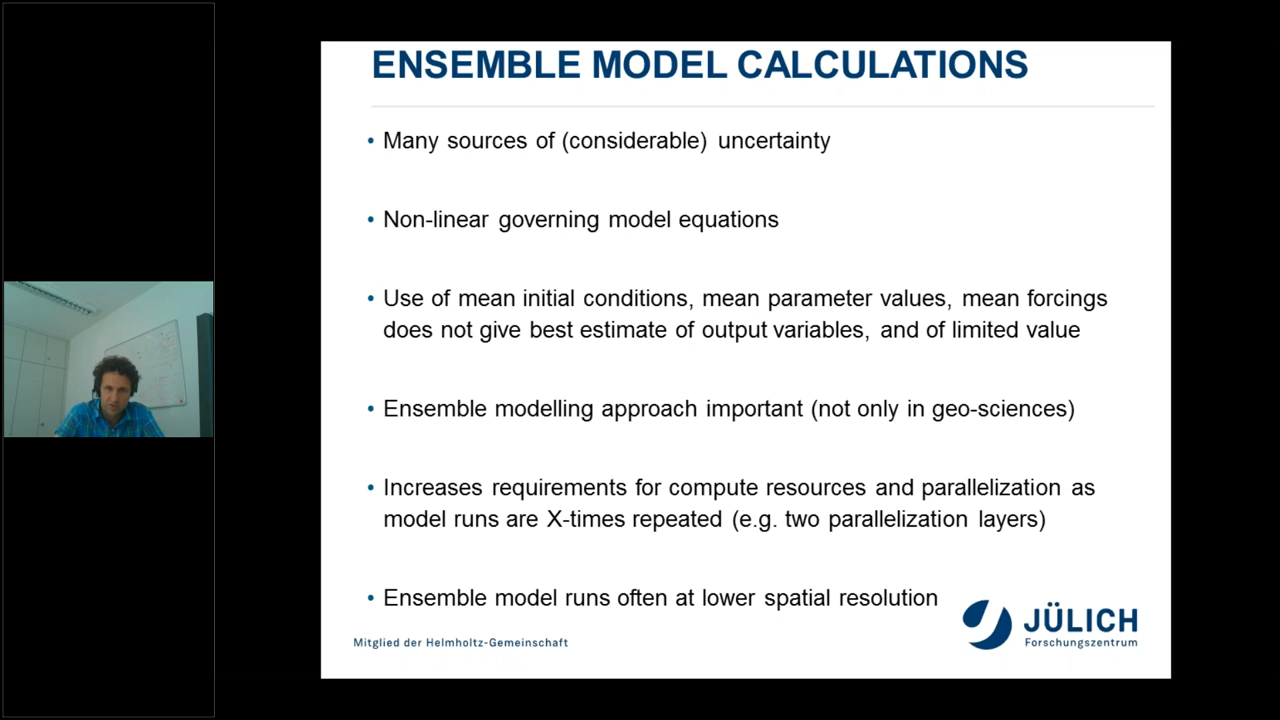 ENSEMBLE MODEL CALCULATIONS
• Many sources of (considerable) uncertainty
• Non-linear governing model equations
• Use of mean initial conditions, mean parameter values, mean forcings
does not give best estimate of output variables, and of limited value
• Ensemble modelling approach important (not only in geo-sciences)
• Increases requirements for compute resources and parallelization as
model runs are X-times repeated (e.g. two parallelization layers)
• Ensemble model runs often at lower spatial resolution
Mitglied der Helmholtz-Gemeinschaft
JÜLICH
Forschungszentrum